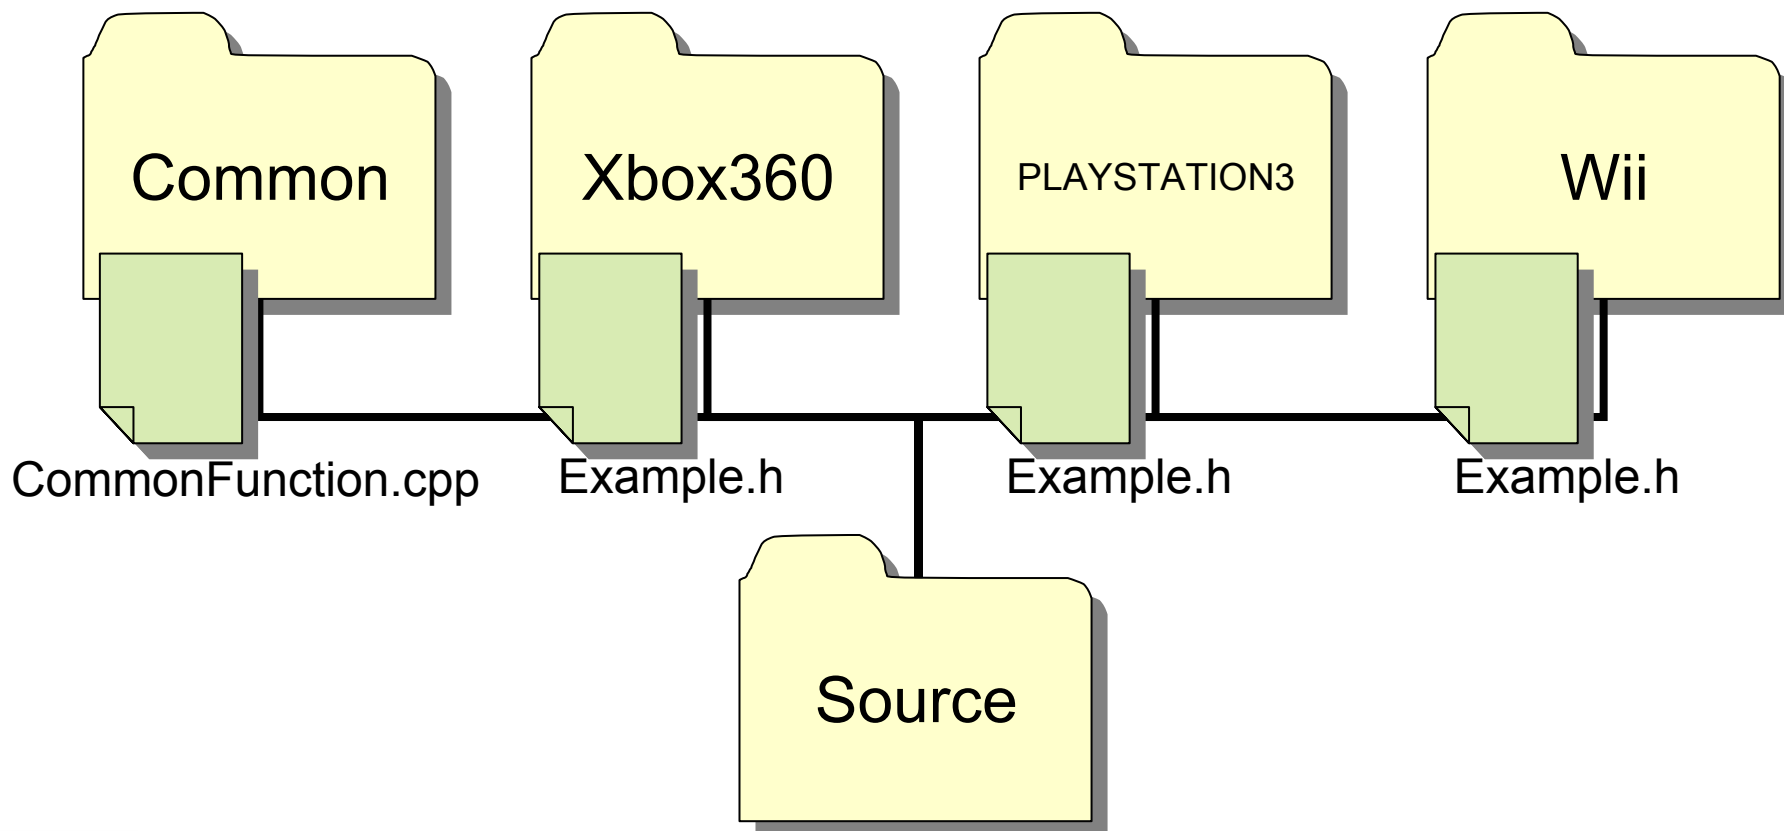 Common
Xbox360
PLAYSTATION3
Wii
CommonFunction.cpp
Example.h
Example.h
Example.h
Source